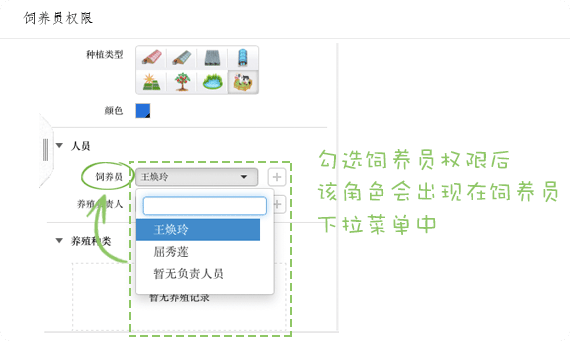 饲养员权限
种植类型
颜色
人员
饲养员
王焕玲
勾选饲养员权限后
该角色会出现在饲养员
下拉菜单中
养殖负责人
王焕玲
屈秀莲
暂无负责人员
养殖种类
暂无养殖记录